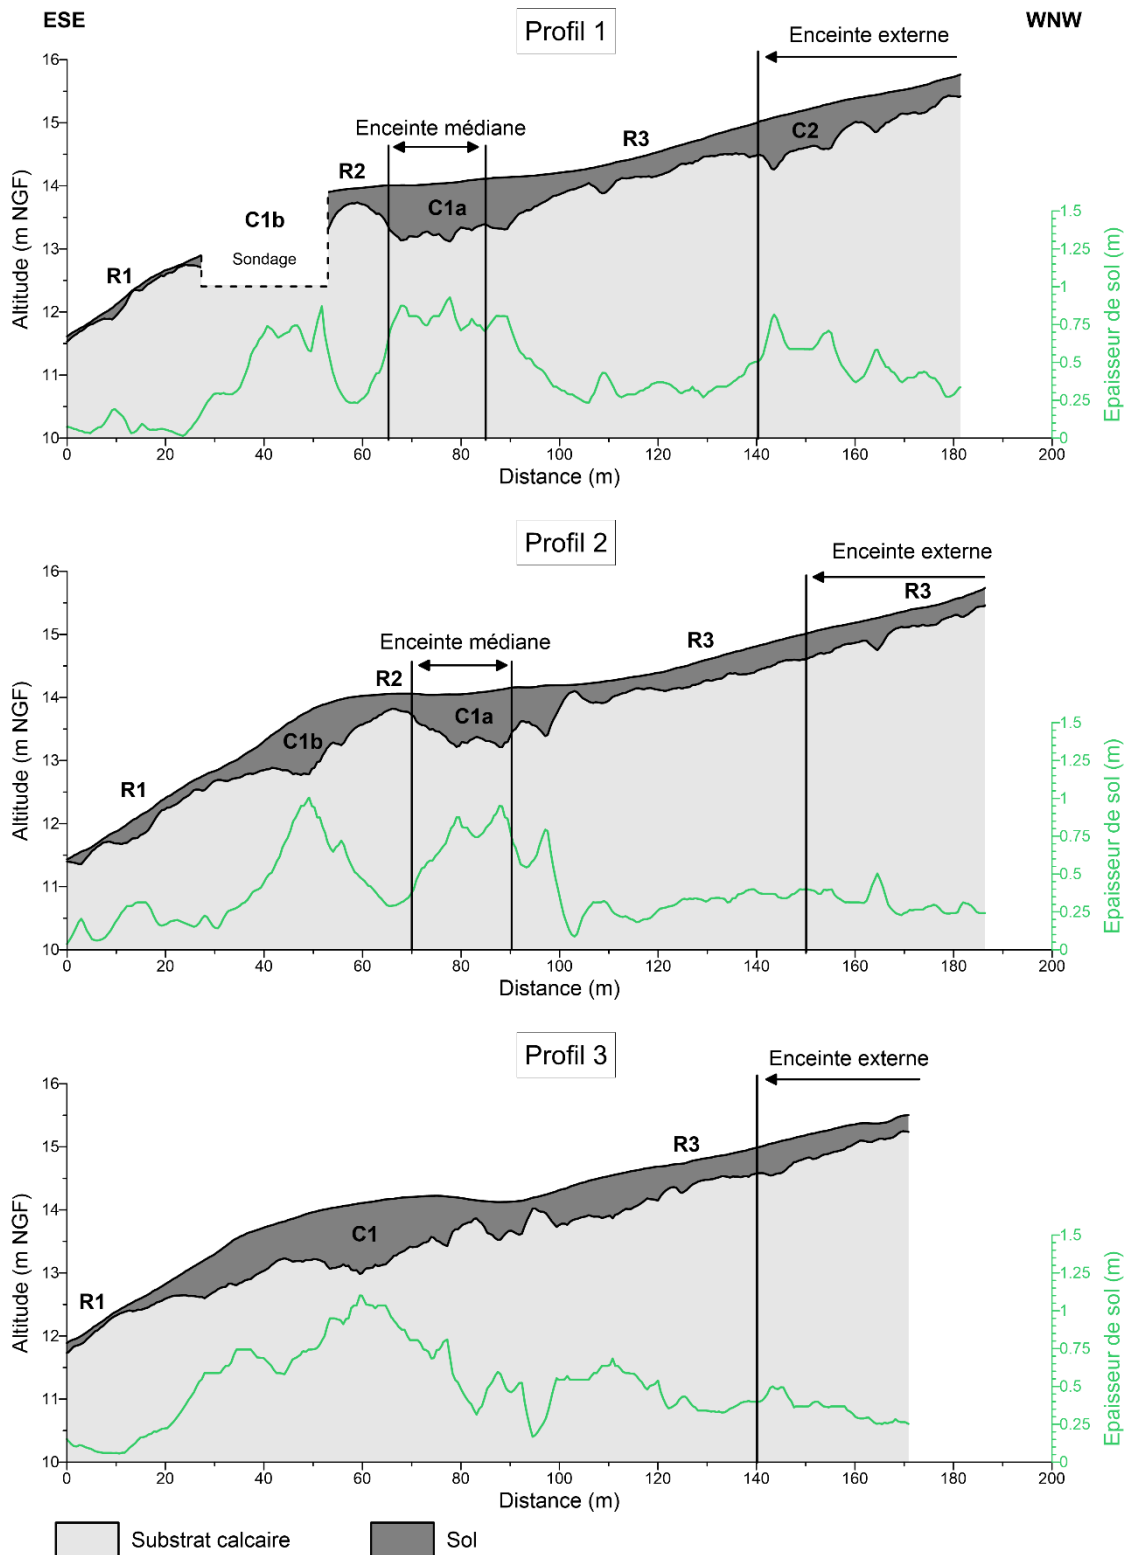 ESE
Profil 1
WNW
Enceinte externe
Enceinte médiane
R3
C2
R2
C1a
C1b
Sondage
R1
16
15
14
13
12
11
10
Altitude (m NGF)
1.5
1.25
1
0.75
0.5
0.25
0
Epaisseur de sol (m)
0 20 40 60 80 100 120 140 160 180 200
Distance (m)
Profil 2
Enceinte externe
R3
Enceinte médiane
R3
R2
C1a
C1b
R1
16
15
14
13
12
11
10
Altitude (m NGF)
1.5
1.25
1
0.75
0.5
0.25
0
Epaisseur de sol (m)
0 20 40 60 80 100 120 140 160 180 200
Distance (m)
Profil 3
Enceinte externe
R3
C1
R1
16
15
14
13
12
11
10
Altitude (m NGF)
1.5
1.25
1
0.75
0.5
0.25
0
Epaisseur de sol (m)
0 20 40 60 80 100 120 140 160 180 200
Distance (m)
Substrat calcaire
Sol